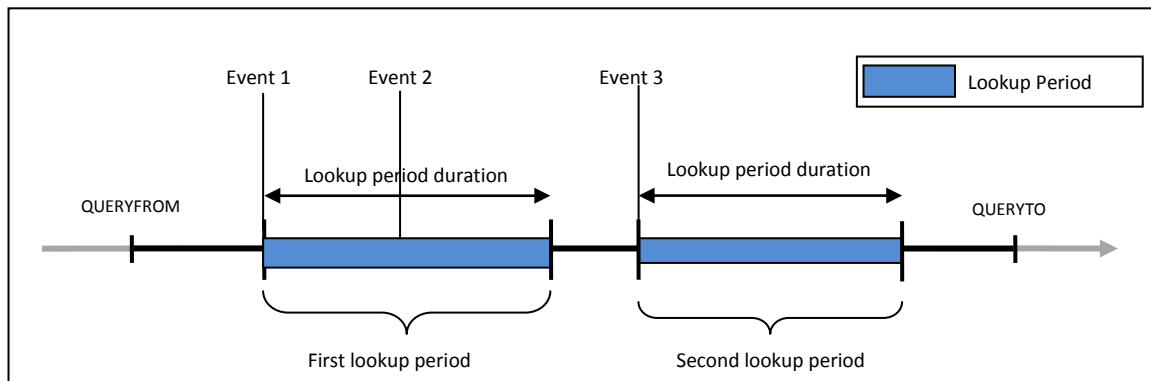 Event 1
Event 2
Event 3
Lookup Period
Lookup period duration
Lookup period duration
QUERYFROM
QUERYTO
First lookup period
Second lookup period